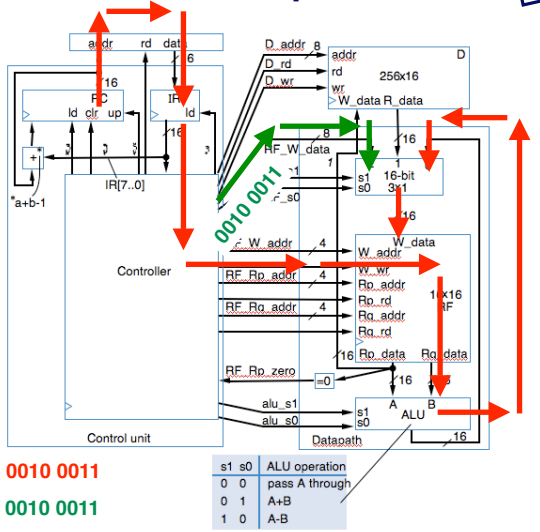 addr rd data
16
PC
IR
ld clr up
ld
16
16
+
*
*a+b-1
IR[7..0]
Controller
Control unit
D_addr 8
D_rd
D_wr
addr
rd
wr
D
256x16
W_data R_data
8
RF_W_data
16
0010 0011
s1
s0
1
16-bit
3x1
16
W_data
W_addr
W_wr
Rp_addr
Rp_rd
Rq_addr
Rq_rd
RF
Rp_data Rq_data
4
RF_Rp_addr 4
RF_Rq_addr 4
RF_Rp_zero
=0
16
16
A B
s1 ALU
s0
alu_s1
alu_s0
Datapath
16
0010 0011
0010 0011
s1 s0 ALU operation
0 0 pass A through
0 1 A+B
1 0 A-B